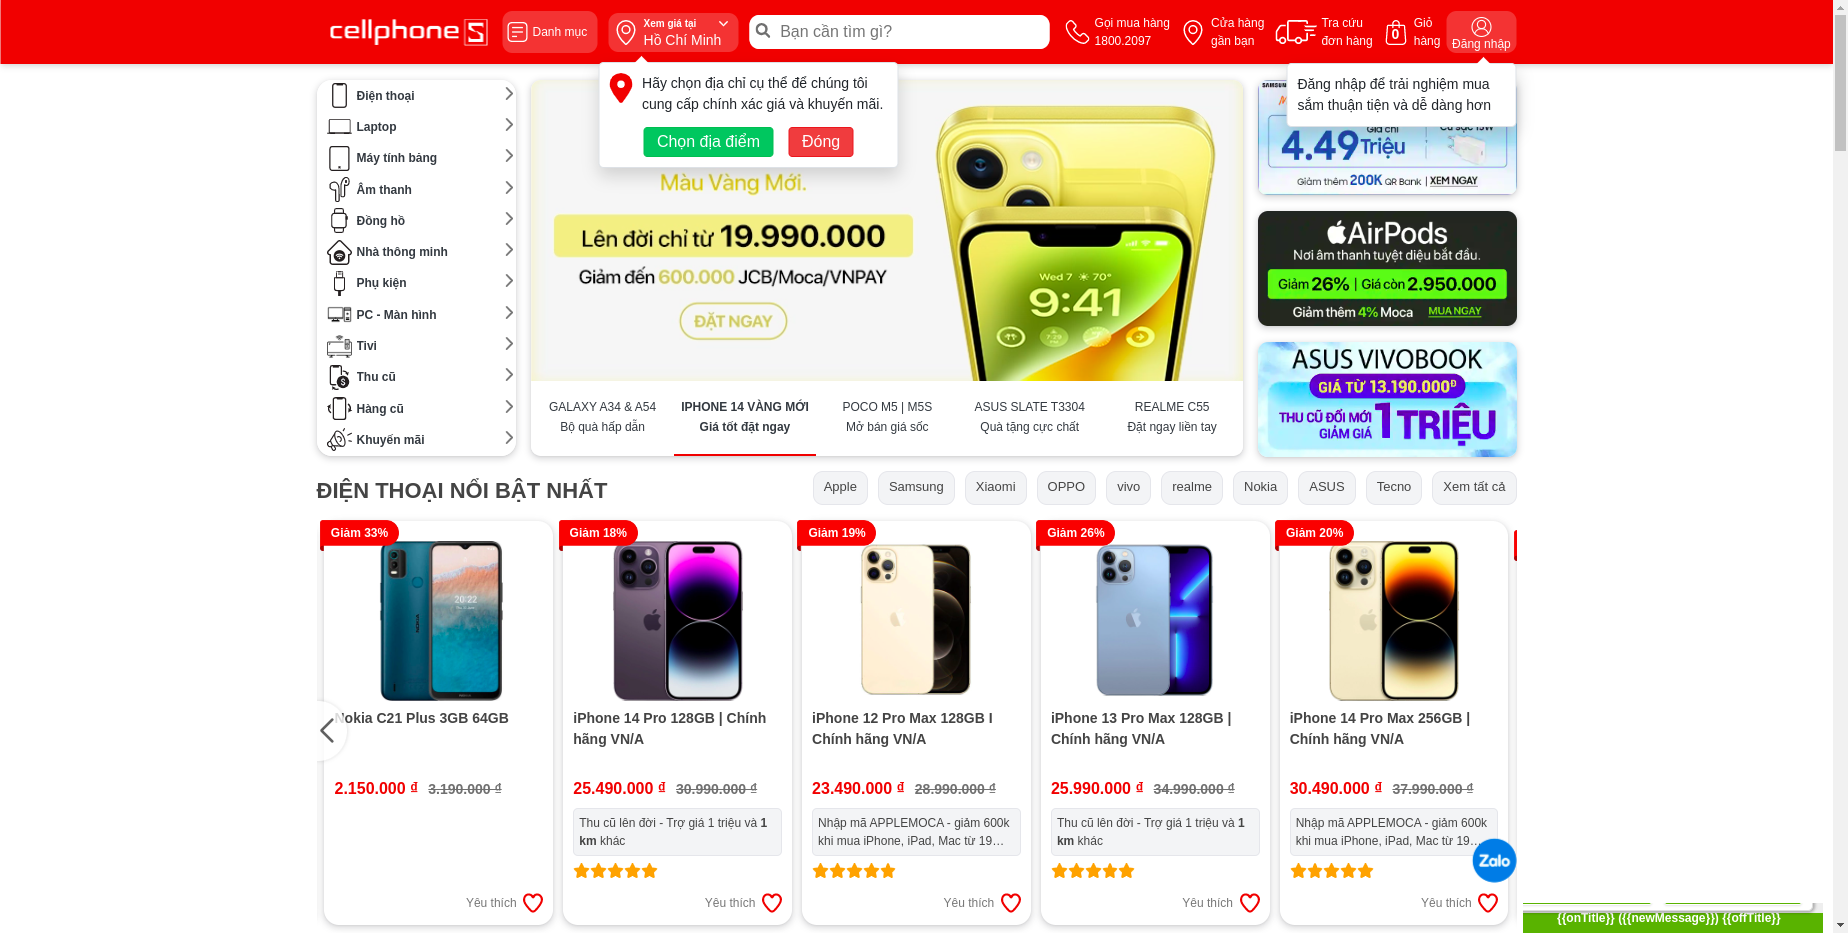 cellphoneS
Danh mục
Xem giá tại
Hồ Chí Minh
Bạn cần tìm gì?
Gọi mua hàng
1800.2097
Cửa hàng
gần bạn
Tra cứu
đơn hàng
0
Giỏ
hàng
Đăng nhập
Hãy chọn địa chỉ cụ thể để chúng tôi
cung cấp chính xác giá và khuyến mãi.
Chọn địa điểm
Đóng
Đăng nhập để trải nghiệm mua
sắm thuận tiện và dễ dàng hơn
Điện thoại
Laptop
Máy tính bảng
Âm thanh
Đồng hồ
Nhà thông minh
Phụ kiện
PC - Màn hình
Tivi
Thu cũ
Hàng cũ
Khuyến mãi
Màu Vàng Mới.
Lên đời chỉ từ 19.990.000
Giảm đến 600.000 JCB/Moca/VNPAY
ĐẶT NGAY
Wed 7 70°
9:41
GALAXY A34 & A54
Bộ quà hấp dẫn
IPHONE 14 VÀNG MỚI
Giá tốt đặt ngay
POCO M5 | M5S
Mở bán giá sốc
ASUS SLATE T3304
Quà tặng cực chất
REALME C55
Đặt ngay liền tay
Giá chỉ
4.49 Triệu
Củ sạc 15W
Giảm thêm 200K QR Bank | XEM NGAY
AirPods
Nơi âm thanh tuyệt diệu bắt đầu.
Giảm 26% | Giá còn 2.950.000
Giảm thêm 4% Moca MUA NGAY
ASUS VIVOBOOK
GIÁ TỪ 13.190.000Đ
THU CŨ ĐỔI MỚI
GIẢM GIÁ
1 TRIỆU
ĐIỆN THOẠI NỔI BẬT NHẤT
Apple
Samsung
Xiaomi
OPPO
vivo
realme
Nokia
ASUS
Tecno
Xem tất cả
Giảm 33%
Nokia C21 Plus 3GB 64GB
2.150.000 ₫ 3.190.000 ₫
Yêu thích
Giảm 18%
iPhone 14 Pro 128GB | Chính
hãng VN/A
25.490.000 ₫ 30.990.000 ₫
Thu cũ lên đời - Trợ giá 1 triệu và 1
km khác
Yêu thích
Giảm 19%
iPhone 12 Pro Max 128GB I
Chính hãng VN/A
23.490.000 ₫ 28.990.000 ₫
Nhập mã APPLEMOCA - giảm 600k
khi mua iPhone, iPad, Mac từ 19…
Yêu thích
Giảm 26%
iPhone 13 Pro Max 128GB |
Chính hãng VN/A
25.990.000 ₫ 34.990.000 ₫
Thu cũ lên đời - Trợ giá 1 triệu và 1
km khác
Yêu thích
Giảm 20%
iPhone 14 Pro Max 256GB |
Chính hãng VN/A
30.490.000 ₫ 37.990.000 ₫
Nhập mã APPLEMOCA - giảm 600k
khi mua iPhone, iPad, Mac từ 19…
Yêu thích
Zalo
{{onTitle}} ({{newMessage}}) {{offTitle}}